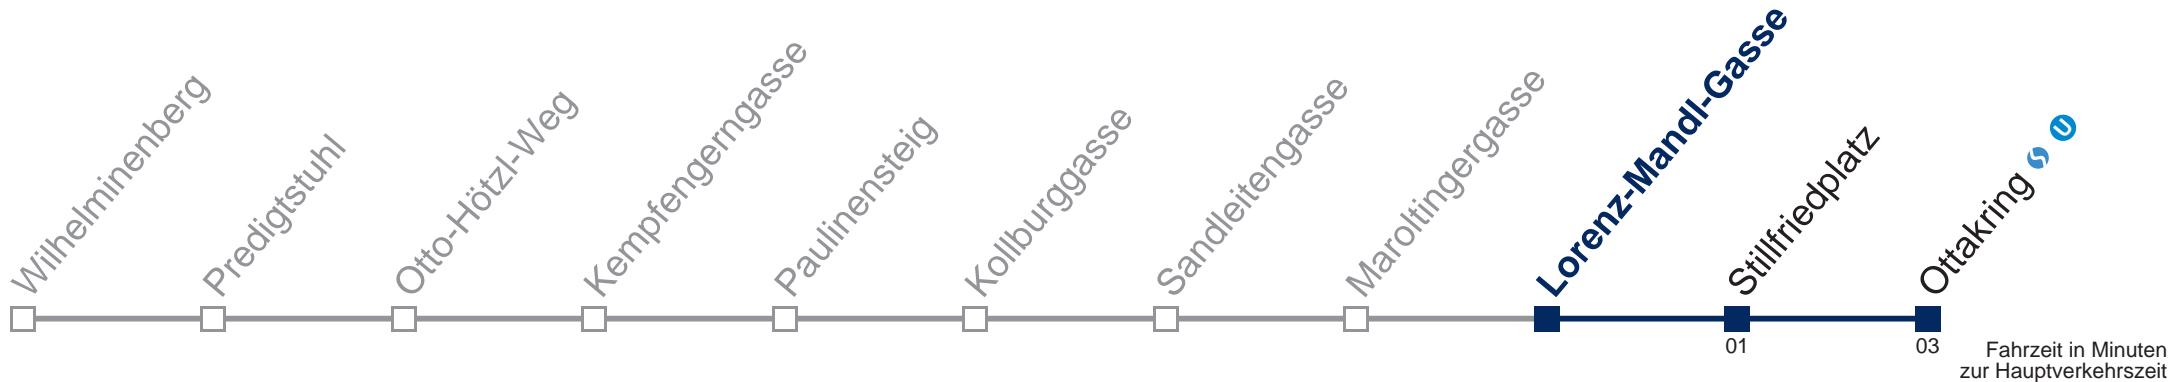 Wilhelminenberg
Predigtstuhl
Otto-Hötzl-Weg
Kempfengerngasse
Paulinensteig
Kollburggasse
Sandleitengasse
Maroltingergasse
Lorenz-Mandl-Gasse
Stillfriedplatz
Ottakring S U
01
03
Fahrzeit in Minuten
zur Hauptverkehrszeit